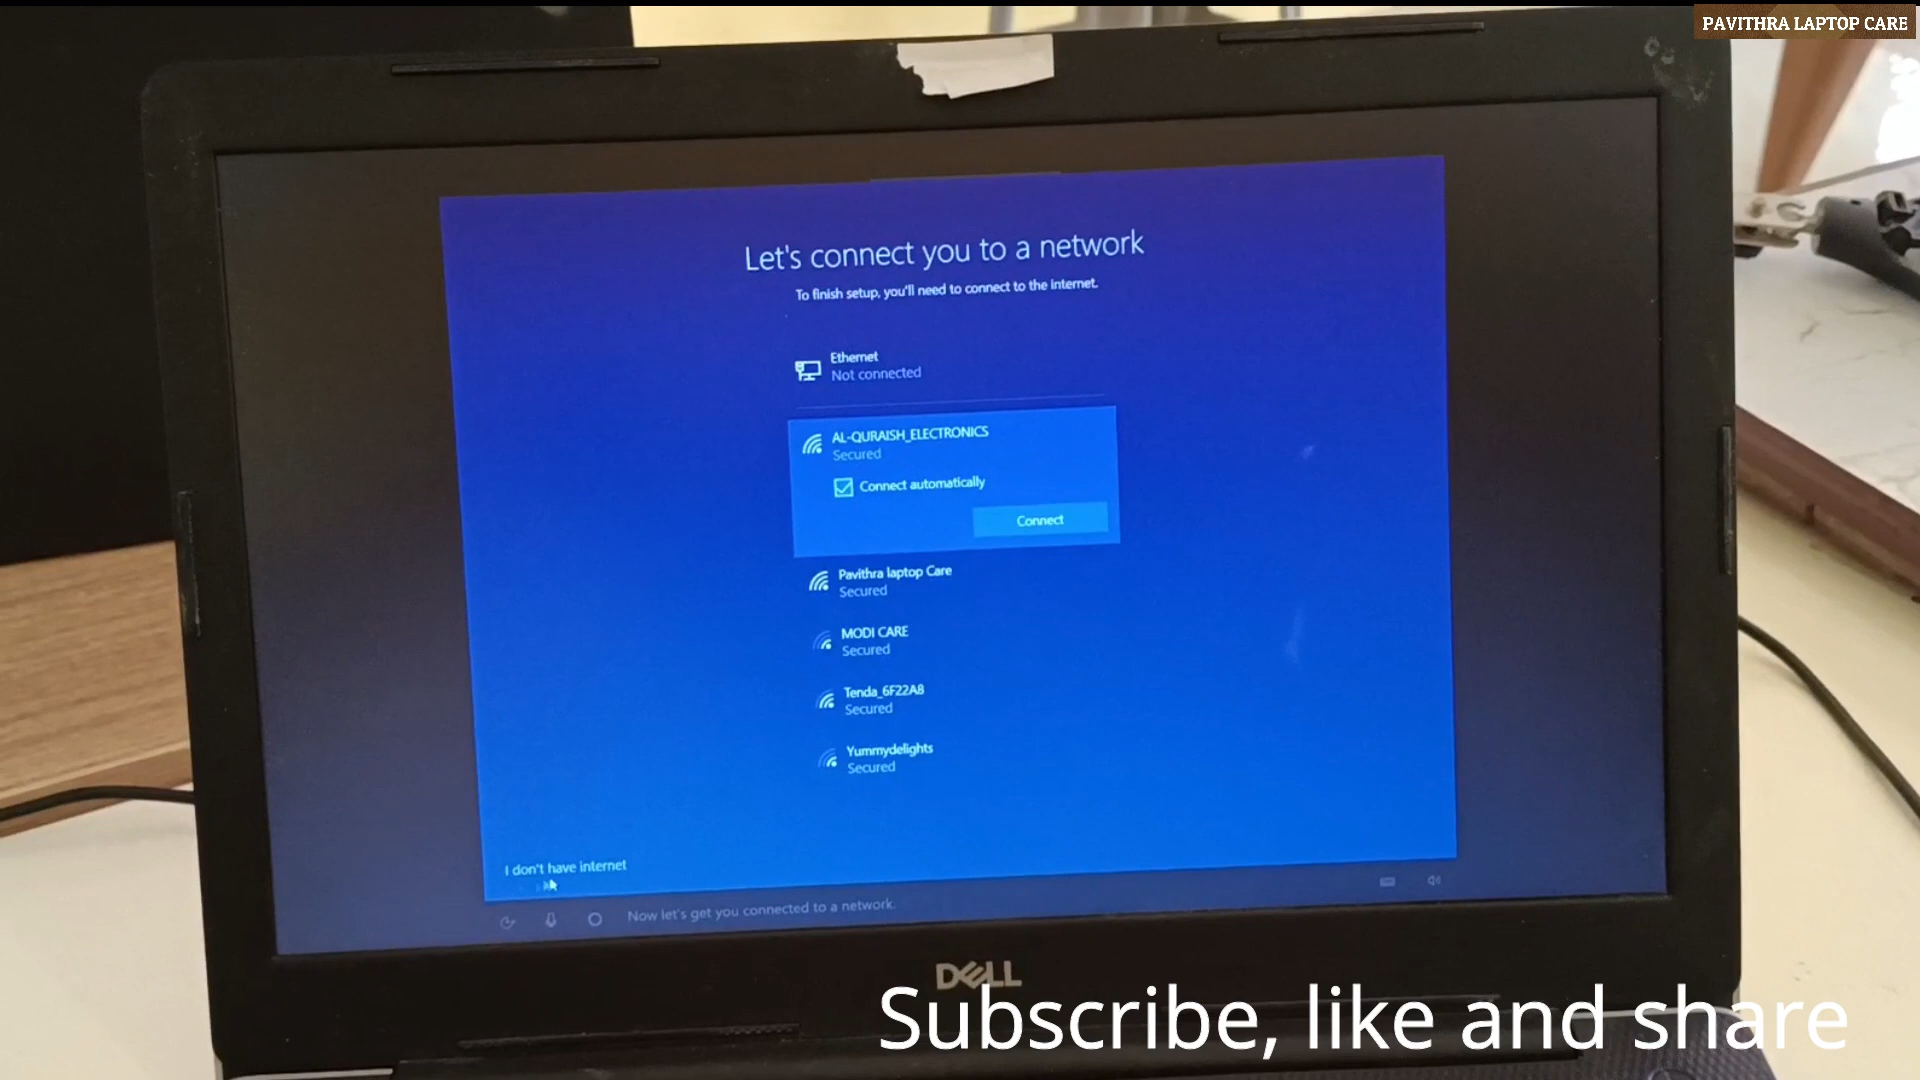 PAVITHRA LAPTOP CARE
Let's connect you to a network
To finish setup, you'll need to connect to the internet.
Ethernet
Not connected
AL-QURAISH_ELECTRONICS
Secured
Connect automatically
Connect
Pavithra laptop Care
Secured
MODI CARE
Secured
Tenda_6F22A8
Secured
Yummydelights
Secured
I don't have internet
Now let's get you connected to a network.
DELL
Subscribe, like and share